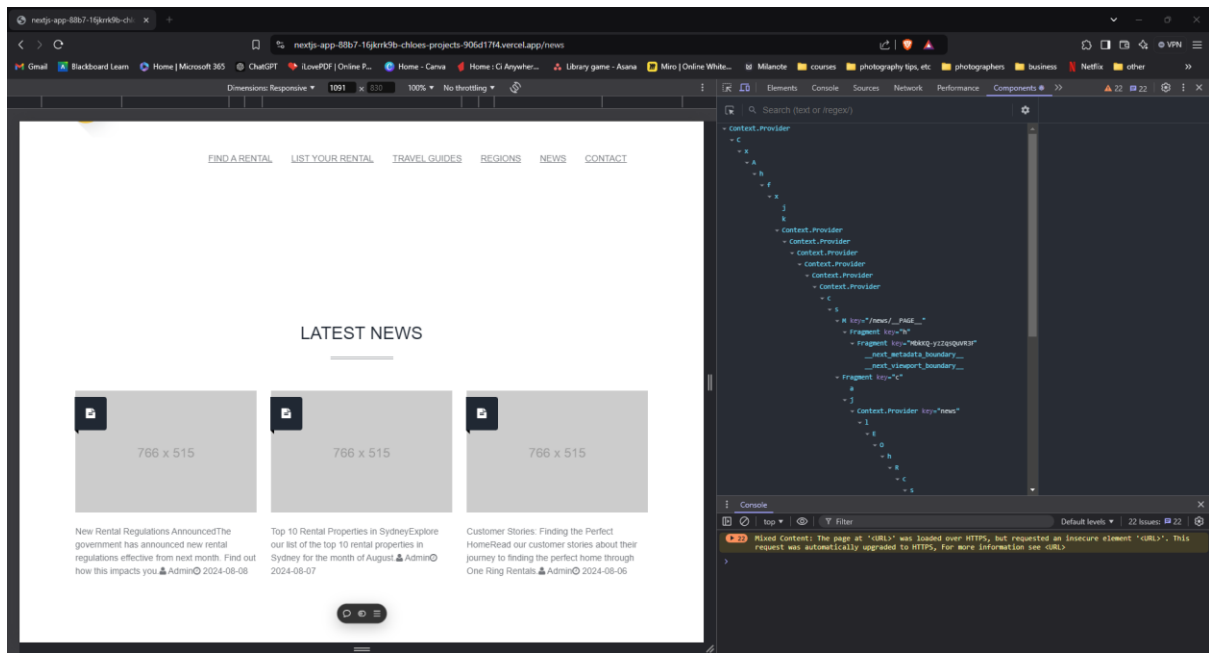 nextjs-app-88b7-16jkrrk9b-chl
nextjs-app-88b7-16jkrrk9b-chloes-projects-906d17f4.vercel.app/news
VPN
Gmail Blackboard Learn Home | Microsoft 365 ChatGPT iLovePDF | Online P... Home - Canva Home : Ci Anywher... Library game - Asana Miro | Online White... Milanote courses photography tips, etc photographers business Netflix other »
Dimensions: Responsive 1091 x 830 100% No throttling
Elements Console Sources Network Performance Components » 22 22
Search (text or /regex/)
Context.Provider
C
x
A
h
f
x
j
k
Context.Provider
Context.Provider
Context.Provider
Context.Provider
Context.Provider
Context.Provider
c
s
M key="/news/__PAGE__"
Fragment key="h"
__next_metadata_boundary__
__next_viewport_boundary__
Fragment key="c"
a
j
Context.Provider key="news"
l
E
O
h
R
c
s
FIND A RENTAL LIST YOUR RENTAL TRAVEL GUIDES REGIONS NEWS CONTACT
LATEST NEWS
766 x 515 766 x 515 766 x 515
New Rental Regulations AnnouncedThe
government has announced new rental
regulations effective from next month. Find out
how this impacts you Admin 2024-08-08
Top 10 Rental Properties in SydneyExplore
our list of the top 10 rental properties in
Sydney for the month of August Admin
2024-08-07
Customer Stories: Finding the Perfect
HomeRead our customer stories about their
journey to finding the perfect home through
One Ring Rentals Admin 2024-08-06
Console
top Filter Default levels 22 Issues: 22
22 Mixed Content: The page at '<URL>' was loaded over HTTPS, but requested an insecure element '<URL>'. This
request was automatically upgraded to HTTPS, For more information see <URL>